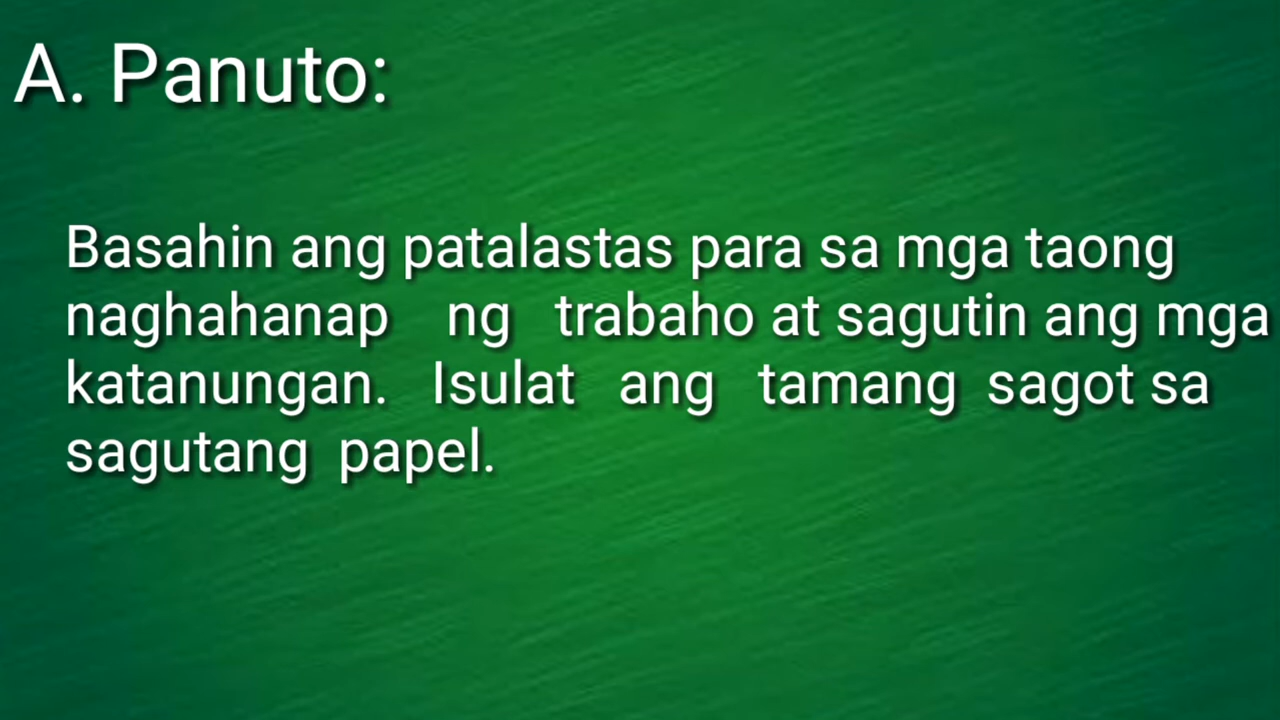 A. Panuto:
Basahin ang patalastas para sa mga taong
naghahanap ng trabaho at sagutin ang mga
katanungan. Isulat ang tamang sagot sa
sagutang papel.